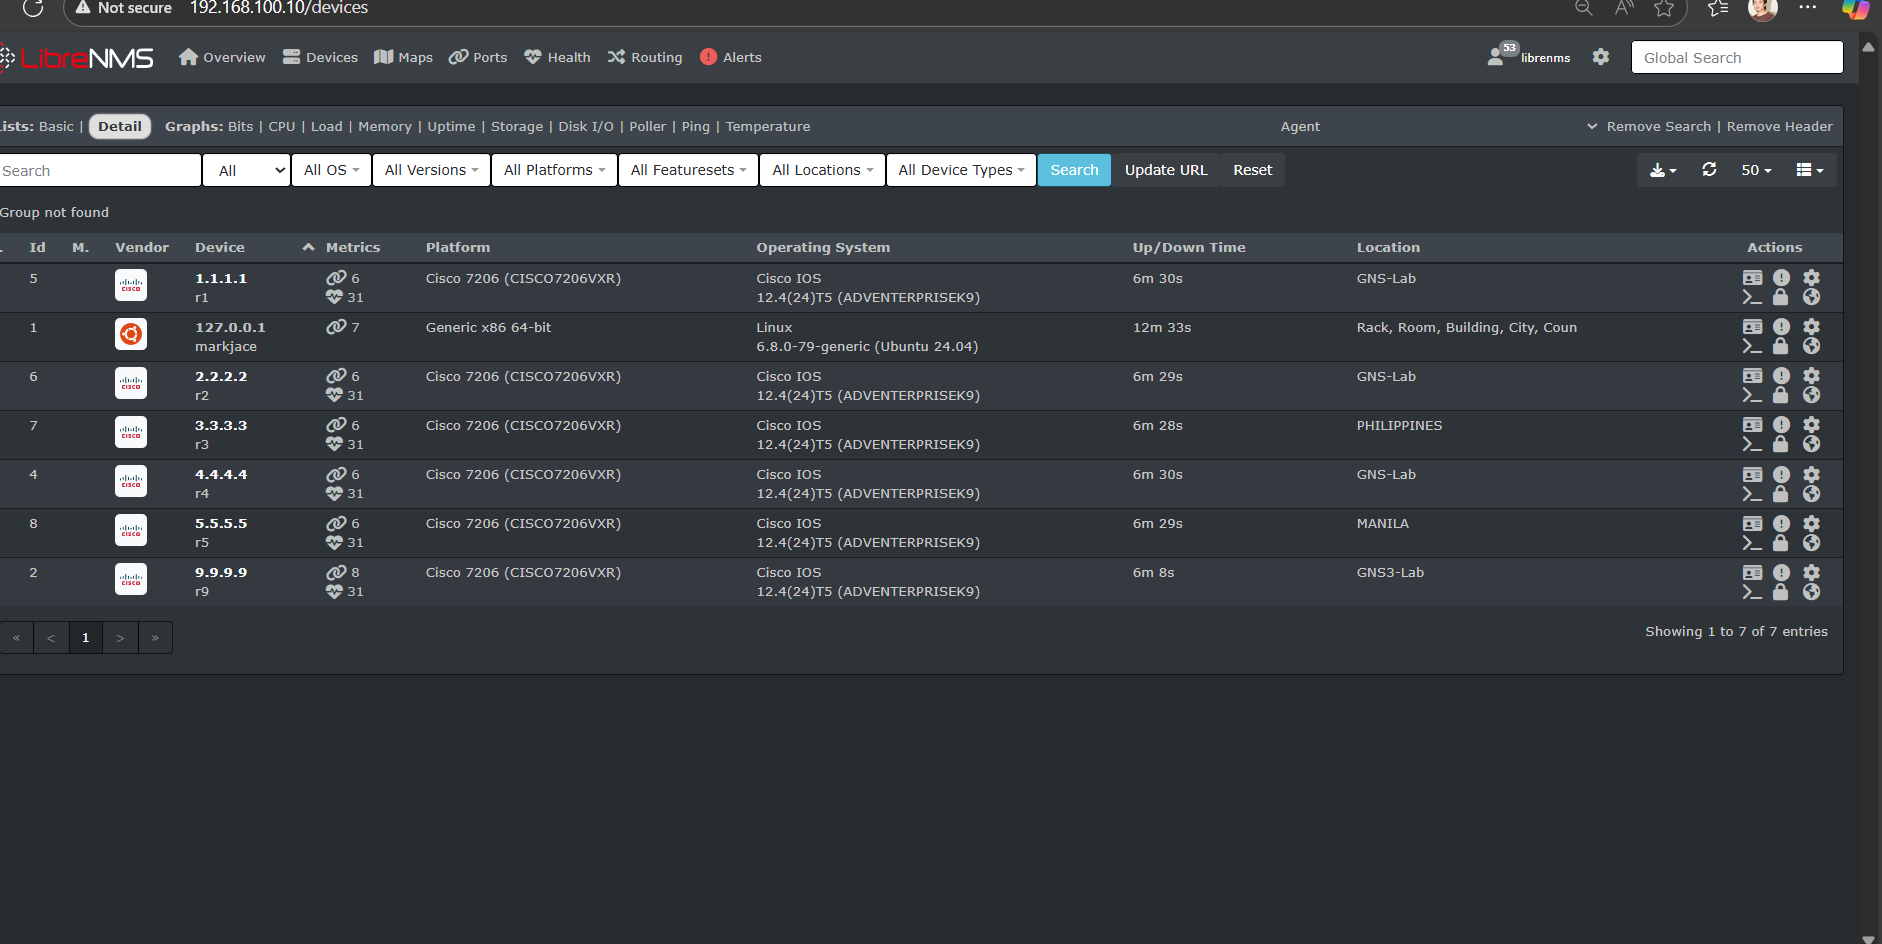 Not secure 192.168.100.10/devices
LibreNMS Overview Devices Maps Ports Health Routing Alerts 53 librenms Global Search
ists: Basic | Detail Graphs: Bits | CPU | Load | Memory | Uptime | Storage | Disk I/O | Poller | Ping | Temperature Agent Remove Search | Remove Header
Search All All OS All Versions All Platforms All Featuresets All Locations All Device Types Search Update URL Reset 50
Group not found
. Id M. Vendor Device Metrics Platform Operating System Up/Down Time Location Actions
5 CISCO 1.1.1.1 6 Cisco 7206 (CISCO7206VXR) Cisco IOS 6m 30s GNS-Lab
r1 31 12.4(24)T5 (ADVENTERPRISEK9)
1 127.0.0.1 7 Generic x86 64-bit Linux 12m 33s Rack, Room, Building, City, Coun
markjace 6.8.0-79-generic (Ubuntu 24.04)
6 CISCO 2.2.2.2 6 Cisco 7206 (CISCO7206VXR) Cisco IOS 6m 29s GNS-Lab
r2 31 12.4(24)T5 (ADVENTERPRISEK9)
7 CISCO 3.3.3.3 6 Cisco 7206 (CISCO7206VXR) Cisco IOS 6m 28s PHILIPPINES
r3 31 12.4(24)T5 (ADVENTERPRISEK9)
4 CISCO 4.4.4.4 6 Cisco 7206 (CISCO7206VXR) Cisco IOS 6m 30s GNS-Lab
r4 31 12.4(24)T5 (ADVENTERPRISEK9)
8 CISCO 5.5.5.5 6 Cisco 7206 (CISCO7206VXR) Cisco IOS 6m 29s MANILA
r5 31 12.4(24)T5 (ADVENTERPRISEK9)
2 CISCO 9.9.9.9 8 Cisco 7206 (CISCO7206VXR) Cisco IOS 6m 8s GNS3-Lab
r9 31 12.4(24)T5 (ADVENTERPRISEK9)
« < 1 > » Showing 1 to 7 of 7 entries